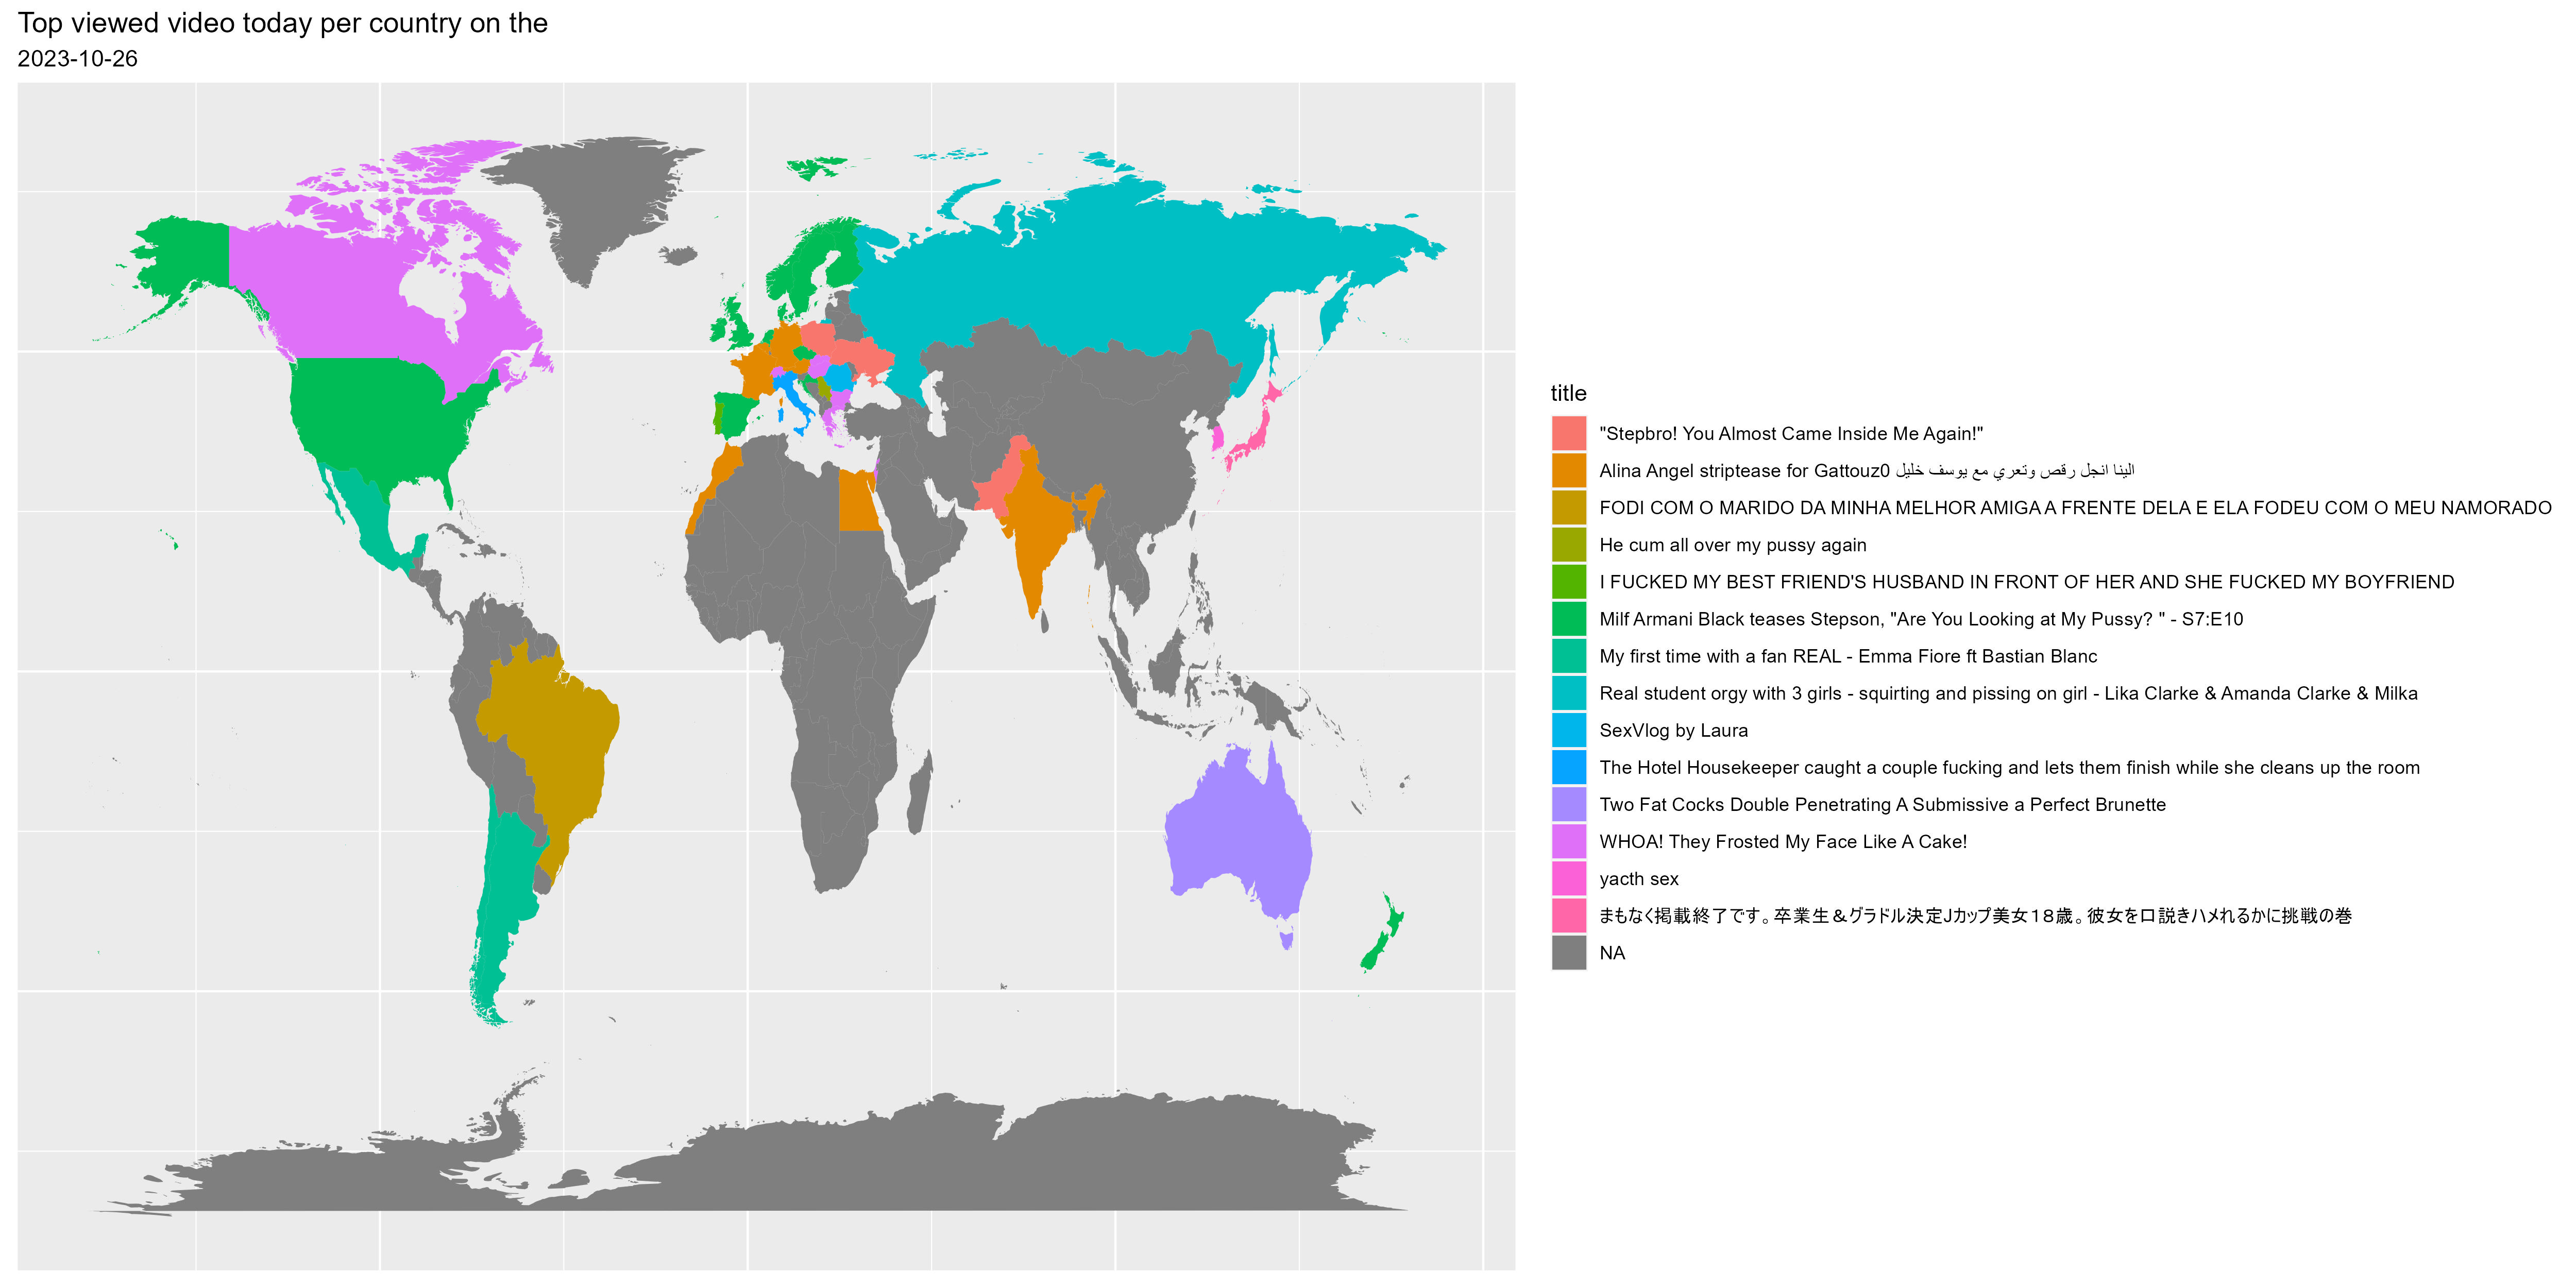 Top viewed video today per country on the
2023-10-26
title
"Stepbro! You Almost Came Inside Me Again!"
Alina Angel striptease for Gattouz0 الينا انجل رقص وتعري مع يوسف خليل
FODI COM O MARIDO DA MINHA MELHOR AMIGA A FRENTE DELA E ELA FODEU COM O MEU NAMORADO
He cum all over my pussy again
I FUCKED MY BEST FRIEND'S HUSBAND IN FRONT OF HER AND SHE FUCKED MY BOYFRIEND
Milf Armani Black teases Stepson, "Are You Looking at My Pussy? " - S7:E10
My first time with a fan REAL - Emma Fiore ft Bastian Blanc
Real student orgy with 3 girls - squirting and pissing on girl - Lika Clarke & Amanda Clarke & Milka
SexVlog by Laura
The Hotel Housekeeper caught a couple fucking and lets them finish while she cleans up the room
Two Fat Cocks Double Penetrating A Submissive a Perfect Brunette
WHOA! They Frosted My Face Like A Cake!
yacth sex
まもなく掲載終了です。卒業生＆グラドル決定Jカップ美女１８歳。彼女を口説きハメれるかに挑戦の巻
NA